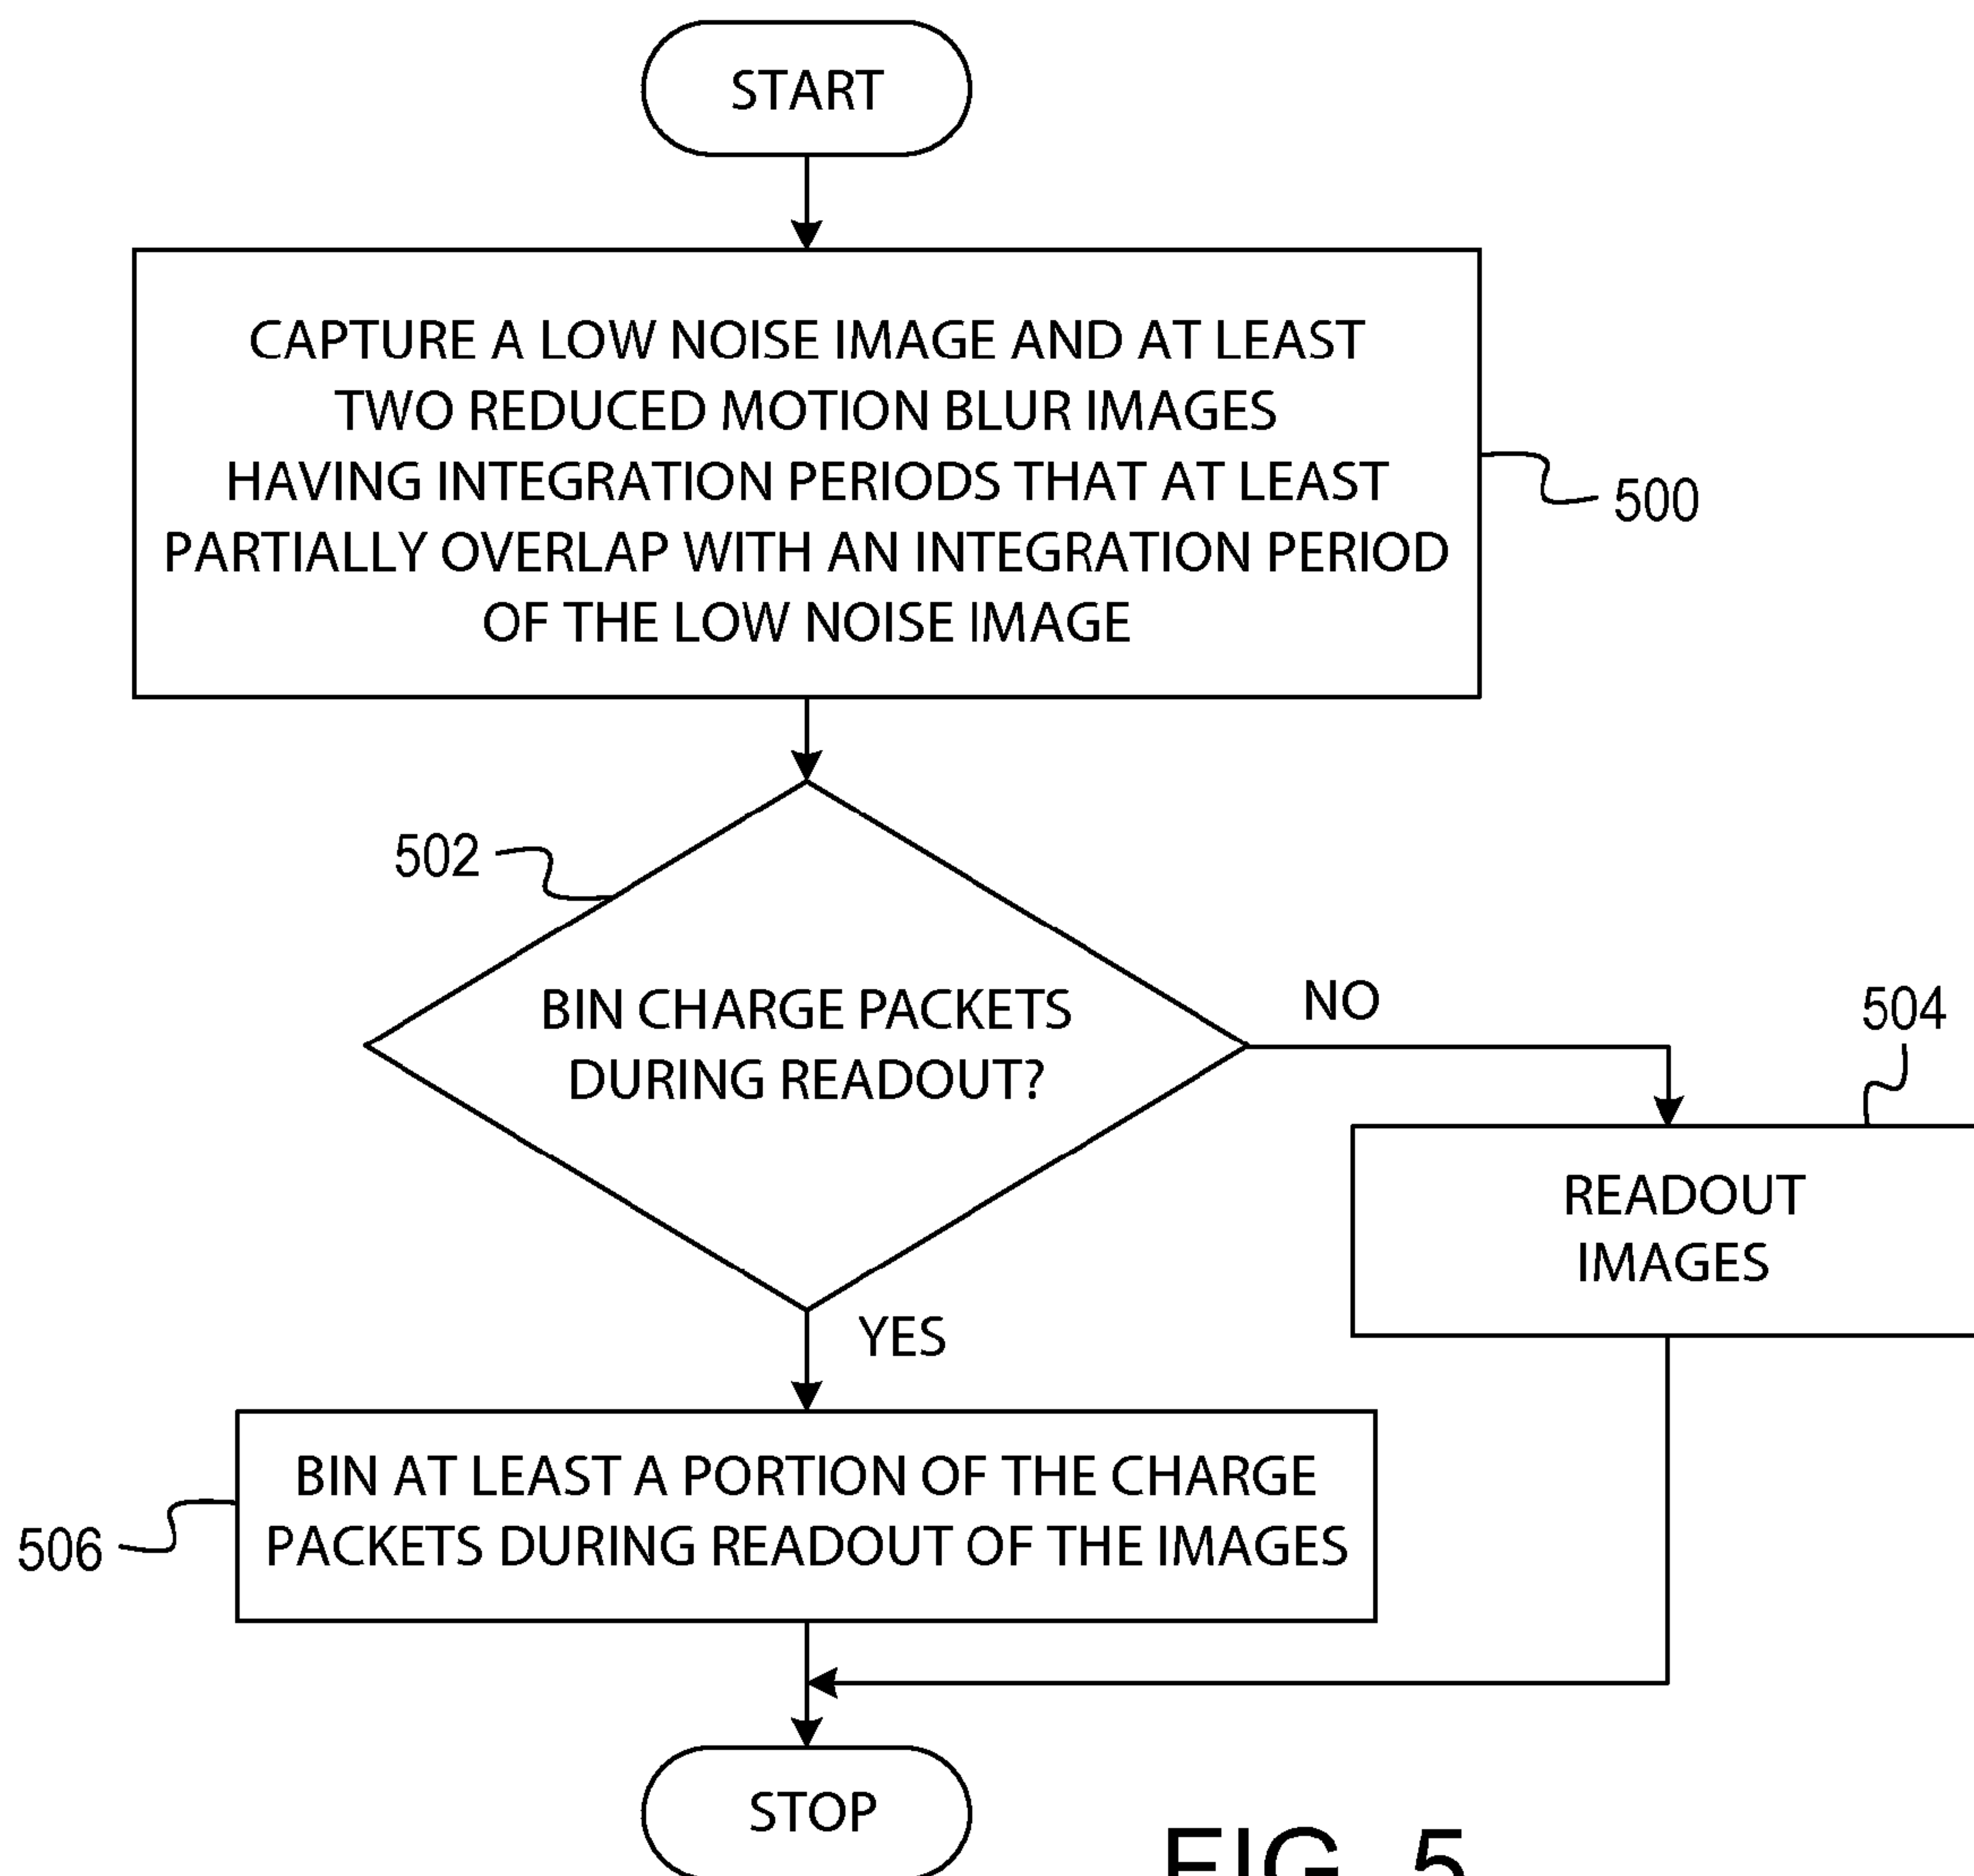 START
CAPTURE A LOW NOISE IMAGE AND AT LEAST
TWO REDUCED MOTION BLUR IMAGES
HAVING INTEGRATION PERIODS THAT AT LEAST
PARTIALLY OVERLAP WITH AN INTEGRATION PERIOD
OF THE LOW NOISE IMAGE
500
502
BIN CHARGE PACKETS
DURING READOUT?
NO
504
READOUT
IMAGES
YES
BIN AT LEAST A PORTION OF THE CHARGE
PACKETS DURING READOUT OF THE IMAGES
506
STOP
FIG. 5